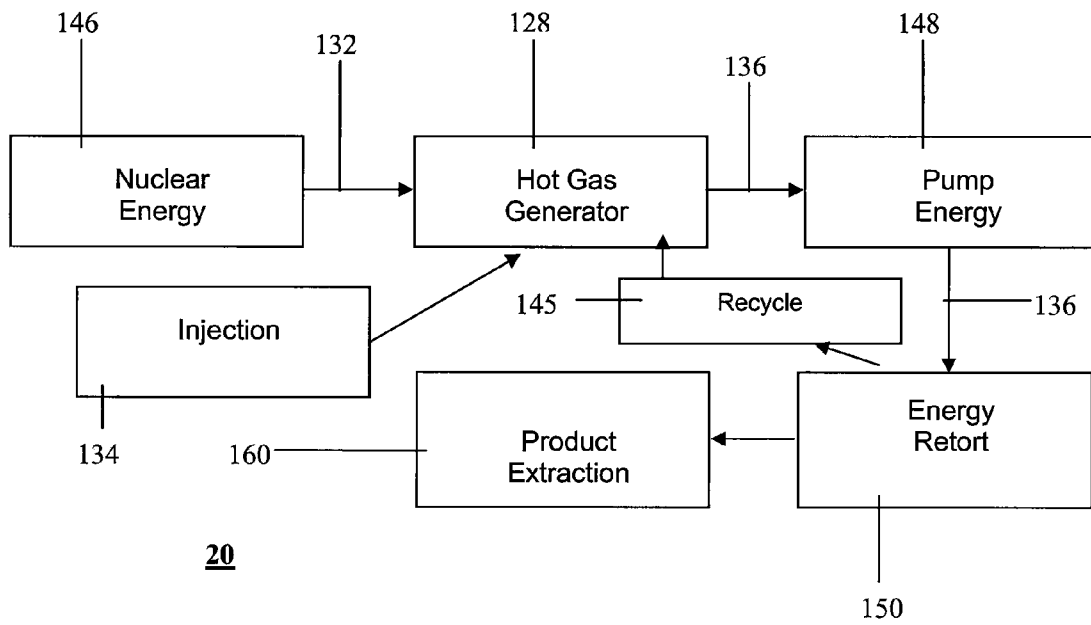 146
132
128
136
148
Nuclear
Energy
Hot Gas
Generator
Pump
Energy
Injection
145
Recycle
136
134
160
Product
Extraction
Energy
Retort
20
150